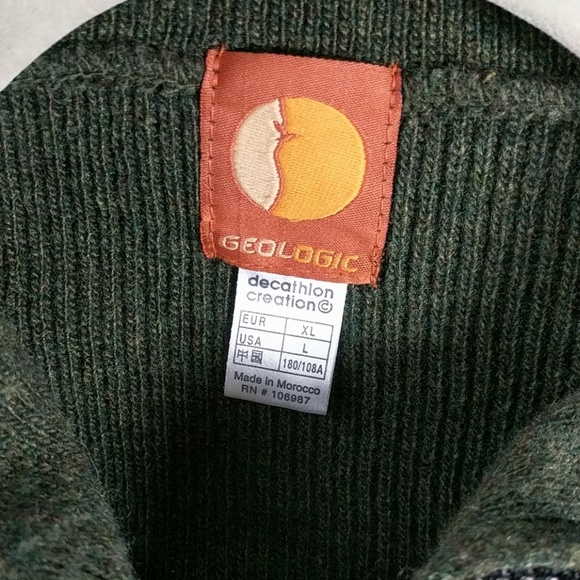 GEOLOGIC
decathlon
creation©
EUR XL
USA L
中国 180/108A
Made in Morocco
RN # 106987